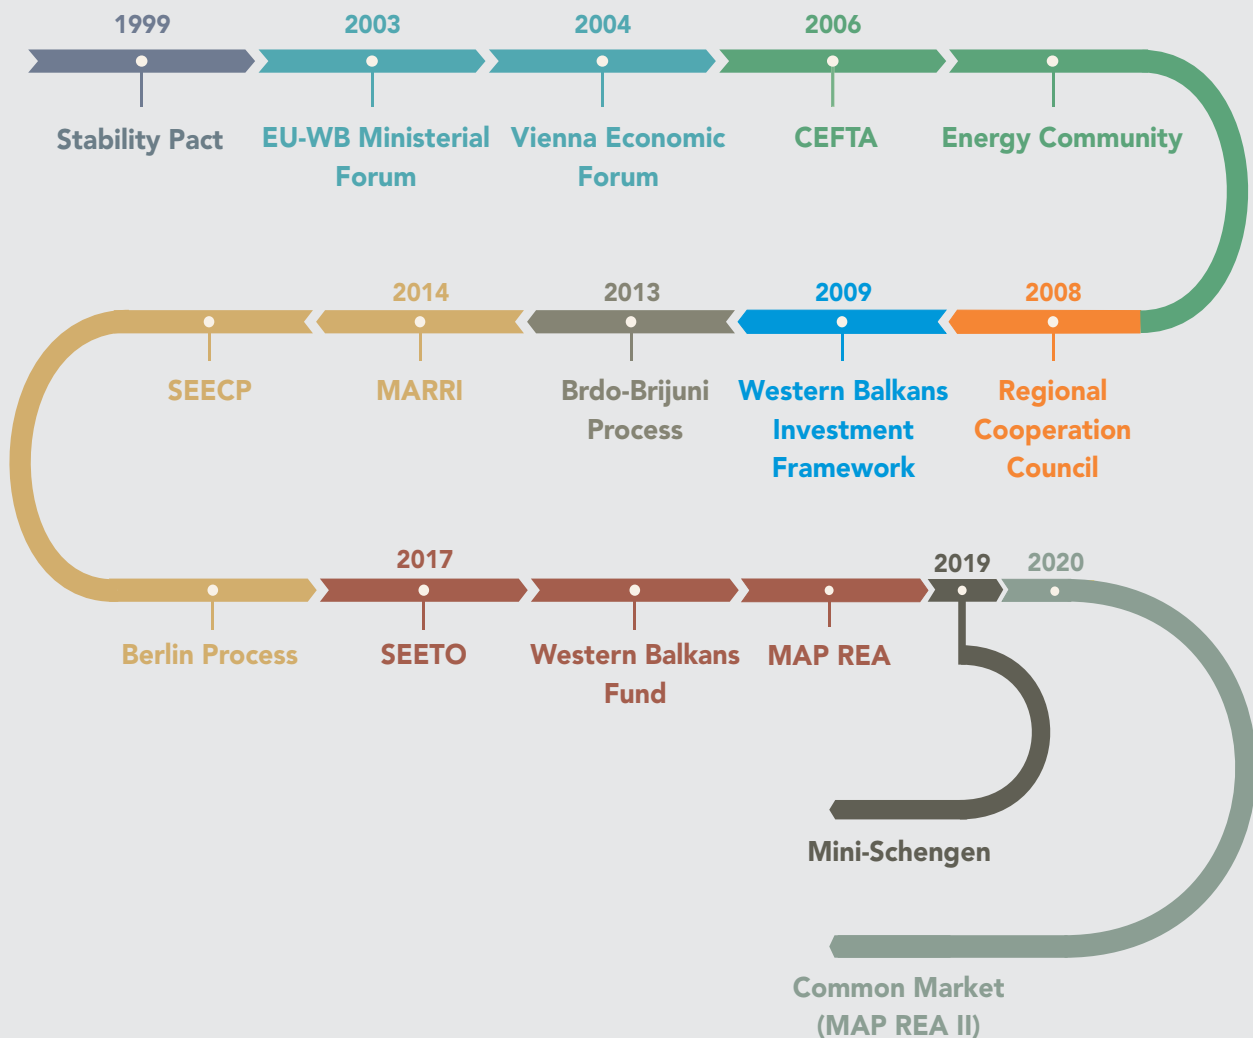 1999
2003
2004
2006
Stability Pact
EU-WB Ministerial
Forum
Vienna Economic
Forum
CEFTA
Energy Community
2014
2013
2009
2008
SEECP
MARRI
Brdo-Brijuni
Process
Western Balkans
Investment
Framework
Regional
Cooperation
Council
2017
2019
2020
Berlin Process
SEETO
Western Balkans
Fund
MAP REA
Mini-Schengen
Common Market
(MAP REA II)